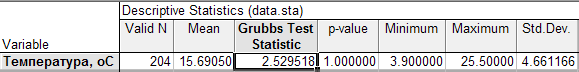 Descriptive Statistics (data.sta)
Variable Valid N Mean Grubbs Test Statistic p-value Minimum Maximum Std.Dev.
Температура, оС 204 15.69050 2.529518 1.000000 3.900000 25.50000 4.661166